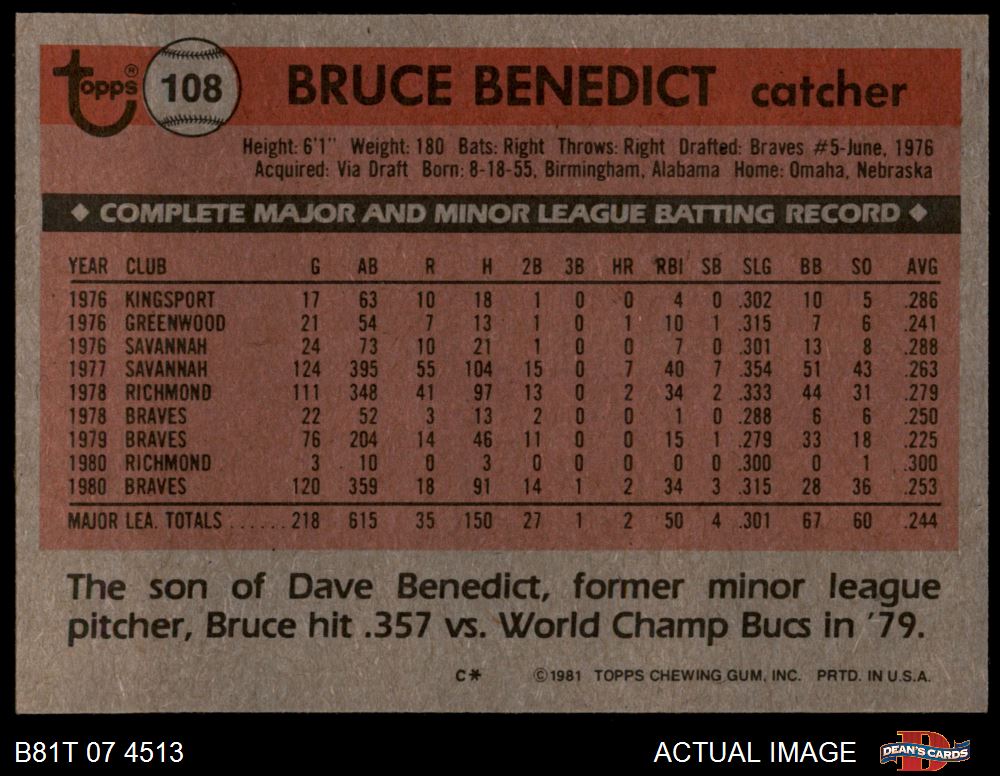 topps® 108 BRUCE BENEDICT catcher
Height: 6'1" Weight: 180 Bats: Right Throws: Right Drafted: Braves #5-June, 1976
Acquired: Via Draft Born: 8-18-55, Birmingham, Alabama Home: Omaha, Nebraska
◆ COMPLETE MAJOR AND MINOR LEAGUE BATTING RECORD ◆
YEAR CLUB G AB R H 2B 3B HR RBI SB SLG BB SO AVG
1976 KINGSPORT 17 63 10 18 1 0 0 4 0 .302 10 5 .286
1976 GREENWOOD 21 54 7 13 1 0 1 10 1 .315 7 6 .241
1976 SAVANNAH 24 73 10 21 1 0 0 7 0 .301 13 8 .288
1977 SAVANNAH 124 395 55 104 15 0 7 40 7 .354 51 43 .263
1978 RICHMOND 111 348 41 97 13 0 2 34 2 .333 44 31 .279
1978 BRAVES 22 52 3 13 2 0 0 1 0 .288 6 6 .250
1979 BRAVES 76 204 14 46 11 0 0 15 1 .279 33 18 .225
1980 RICHMOND 3 10 0 3 0 0 0 0 0 .300 0 1 .300
1980 BRAVES 120 359 18 91 14 1 2 34 3 .315 28 36 .253
MAJOR LEA. TOTALS ...... 218 615 35 150 27 1 2 50 4 .301 67 60 .244
The son of Dave Benedict, former minor league
pitcher, Bruce hit .357 vs. World Champ Bucs in '79.
C* ©1981 TOPPS CHEWING GUM, INC. PRTD. IN U.S.A.
B81T 07 4513 ACTUAL IMAGE D DEAN'S CARDS